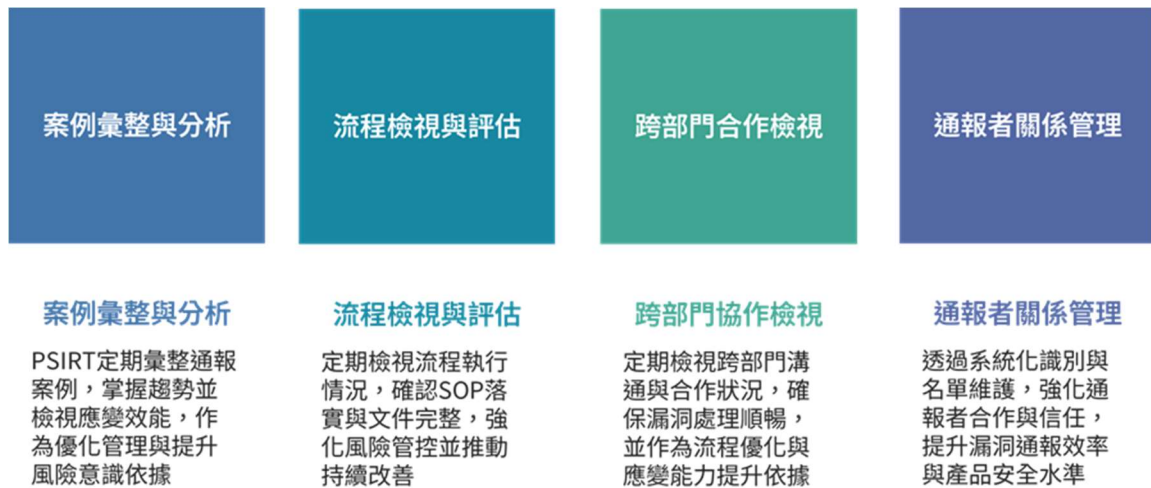 案例彙整與分析
流程檢視與評估
跨部門合作檢視
通報者關係管理
案例彙整與分析
PSIRT定期彙整通報
案例，掌握趨勢並
檢視應變效能，作
為優化管理與提升
風險意識依據
流程檢視與評估
定期檢視流程執行
情況，確認SOP落
實與文件完整，強
化風險管控並推動
持續改善
跨部門協作檢視
定期檢視跨部門溝
通與合作狀況，確
保漏洞處理順暢，
並作為流程優化與
應變能力提升依據
通報者關係管理
透過系統化識別與
名單維護，強化通
報者合作與信任，
提升漏洞通報效率
與產品安全水準